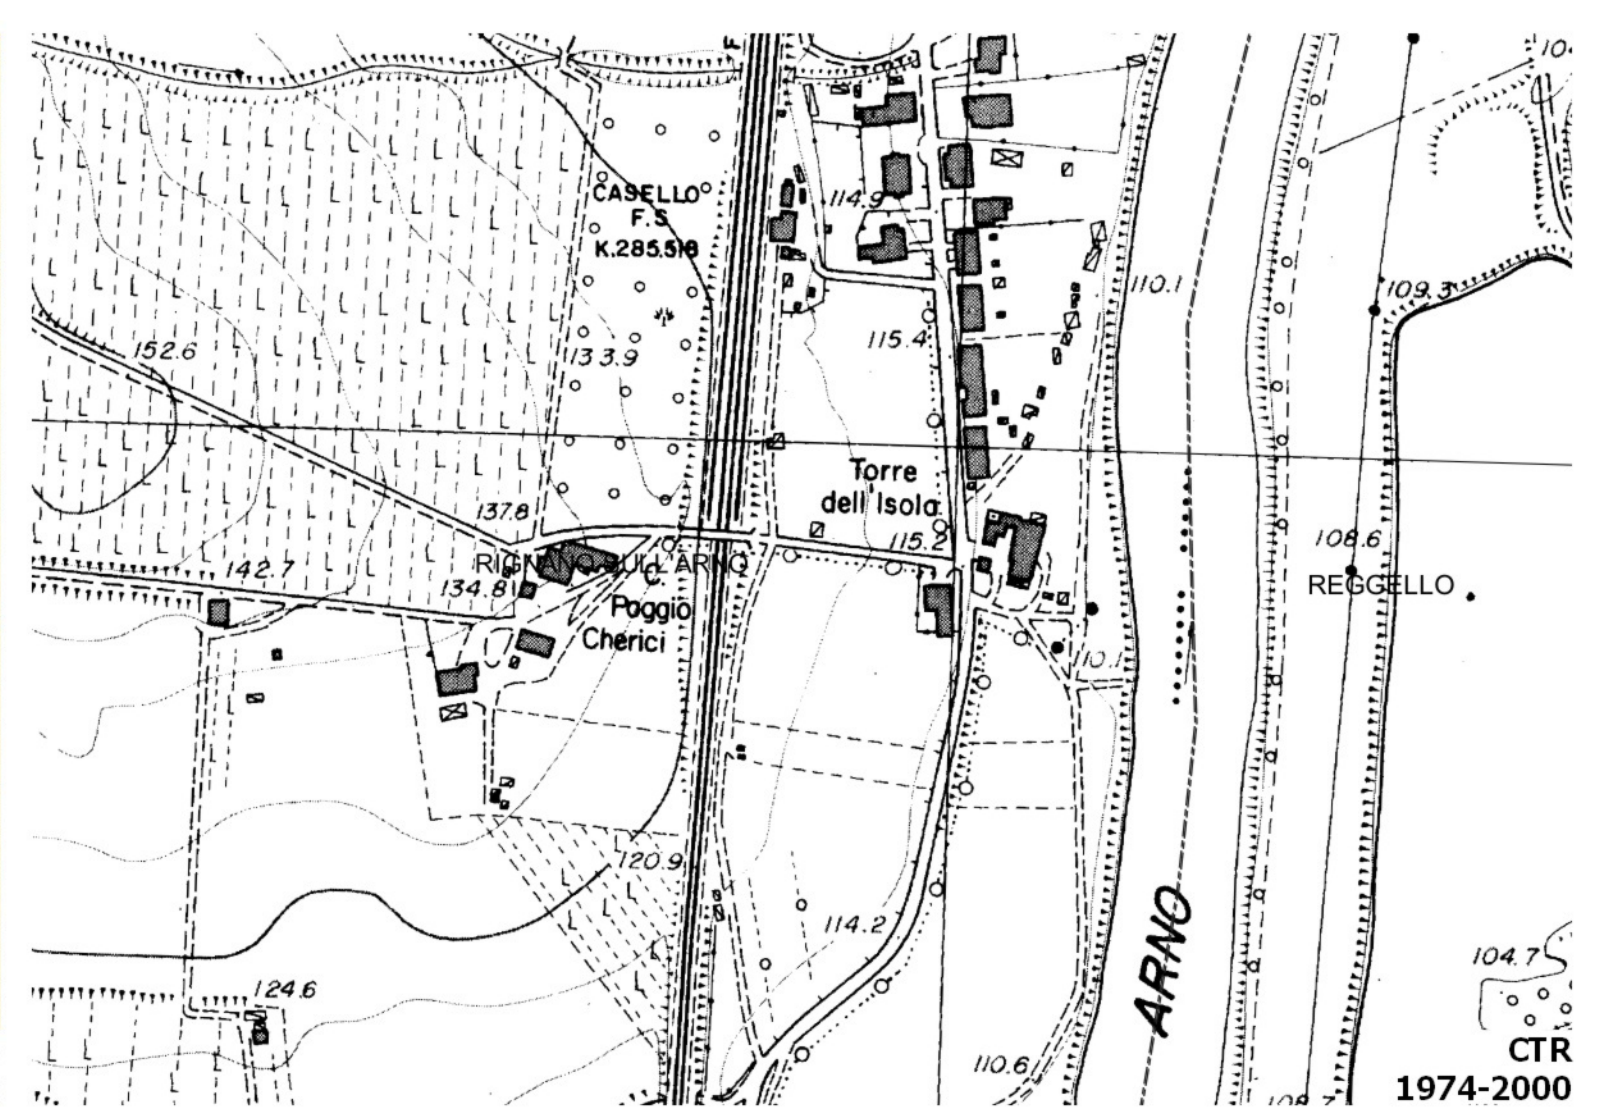 104
CASELLO
F.S
K.285.518
114.9
110.1
109.3
115.4
152.6
133.9
Torre
dell'Isola
137.8
115.2
108.6
RIGNANO SULL'ARNO
REGGELLO
142.7
134.8
C.
Poggio
Cherici
110.1
120.9
114.2
ARNO
104.7
124.6
CTR
110.6
1974-2000